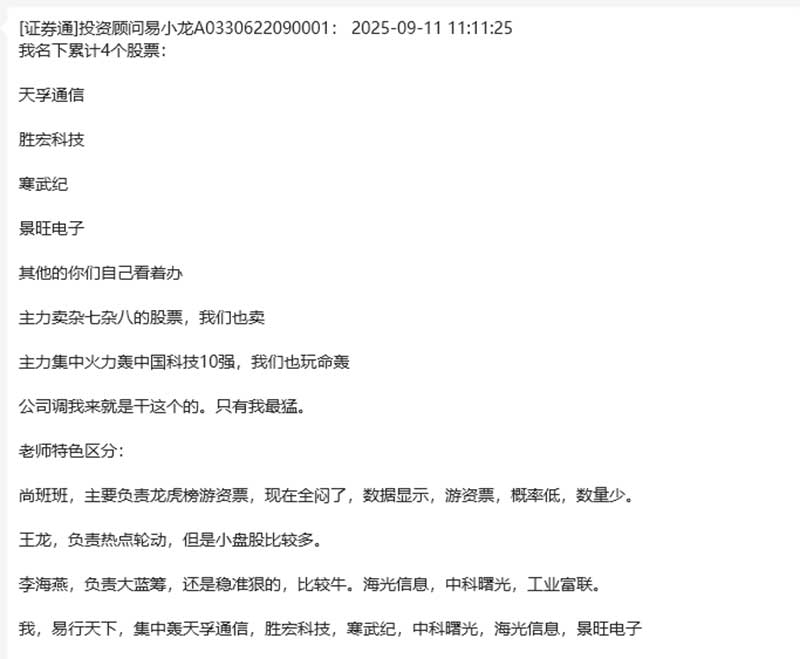 [证券通]投资顾问易小龙A0330622090001： 2025-09-11 11:11:25
我名下累计4个股票：
天孚通信
胜宏科技
寒武纪
景旺电子
其他的你们自己看着办
主力卖杂七杂八的股票，我们也卖
主力集中火力轰中国科技10强，我们也玩命轰
公司调我来就是干这个的。只有我最猛。
老师特色区分：
尚班班，主要负责龙虎榜游资票，现在全闷了，数据显示，游资票，概率低，数量少。
王龙，负责热点轮动，但是小盘股比较多。
李海燕，负责大蓝筹，还是稳准狠的，比较牛。海光信息，中科曙光，工业富联。
我，易行天下，集中轰天孚通信，胜宏科技，寒武纪，中科曙光，海光信息，景旺电子